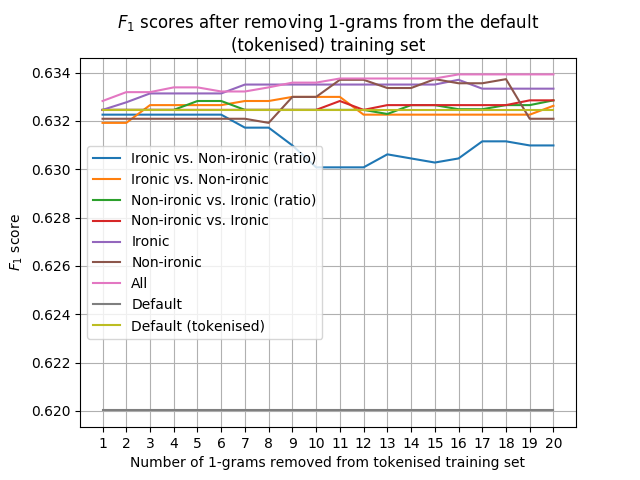 F1 scores after removing 1-grams from the default
(tokenised) training set
F1 score
0.634
0.632
0.630
0.628
0.626
0.624
0.622
0.620
Ironic vs. Non-ironic (ratio)
Ironic vs. Non-ironic
Non-ironic vs. Ironic (ratio)
Non-ironic vs. Ironic
Ironic
Non-ironic
All
Default
Default (tokenised)
1 2 3 4 5 6 7 8 9 10 11 12 13 14 15 16 17 18 19 20
Number of 1-grams removed from tokenised training set